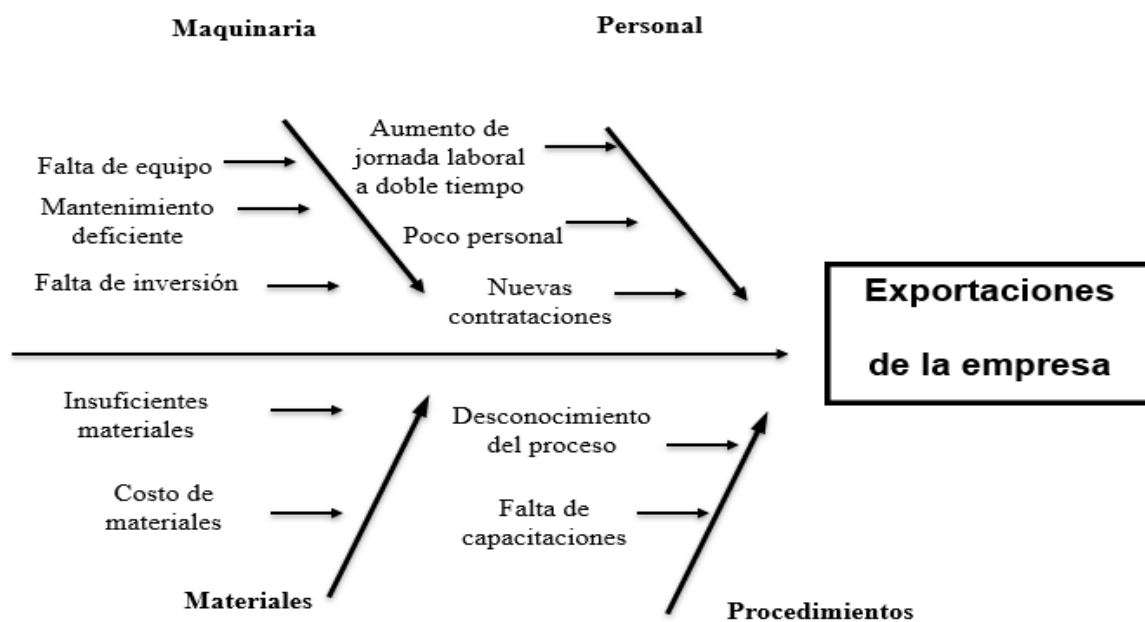 Maquinaria
Personal
Falta de equipo
Mantenimiento
deficiente
Falta de inversión
Aumento de
jornada laboral
a doble tiempo
Poco personal
Nuevas
contrataciones
Exportaciones
de la empresa
Insuficientes
materiales
Costo de
materiales
Desconocimiento
del proceso
Falta de
capacitaciones
Materiales
Procedimientos